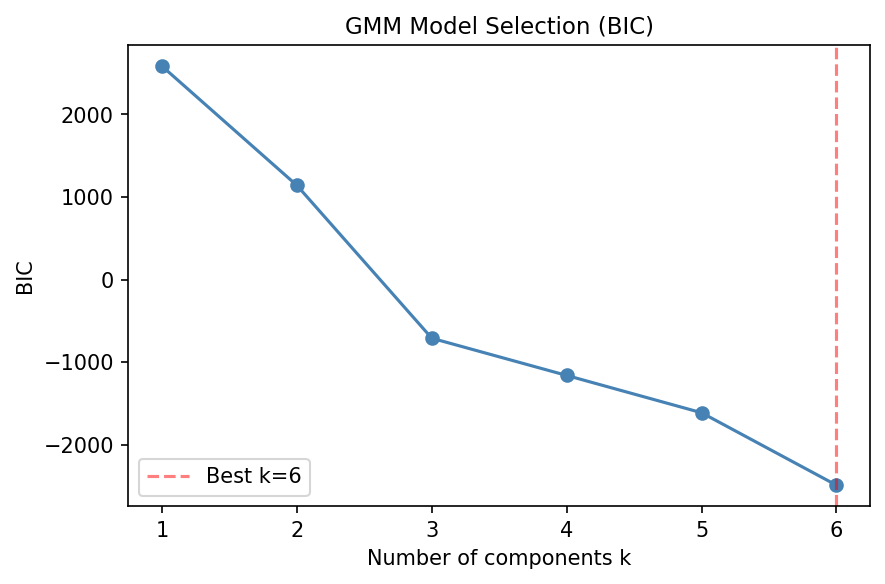 GMM Model Selection (BIC)
BIC
2000
1000
0
−1000
−2000
Best k=6
1 2 3 4 5 6
Number of components k